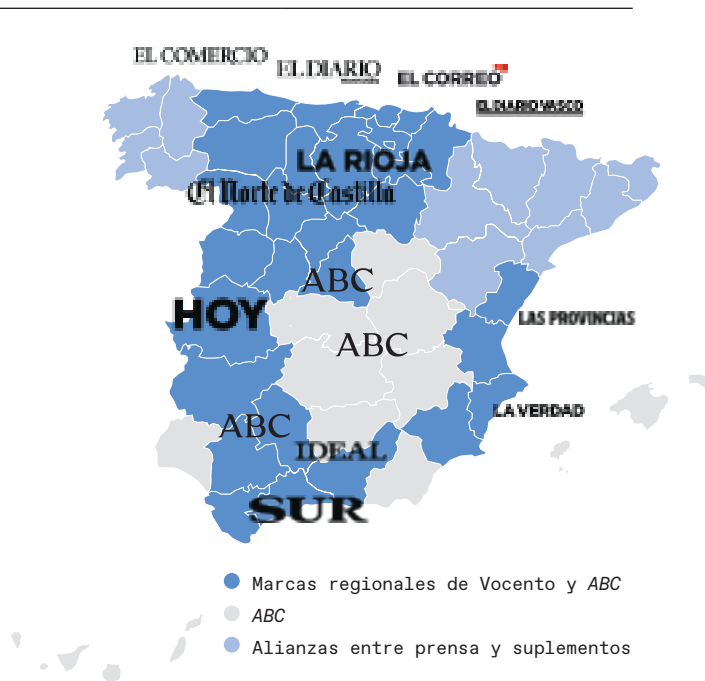 EL COMERCIO
EL DIARIO
EL CORREO
EL DIARIO VASCO
LA RIOJA
El Norte de Castilla
ABC
HOY
LAS PROVINCIAS
ABC
LA VERDAD
ABC
IDEAL
SUR
Marcas regionales de Vocento y ABC
ABC
Alianzas entre prensa y suplementos